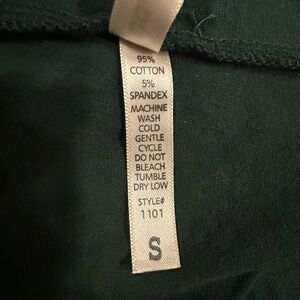 95%
COTTON
5%
SPANDEX
MACHINE
WASH
COLD
GENTLE
CYCLE
DO NOT
BLEACH
TUMBLE
DRY LOW
STYLE#
1101
S